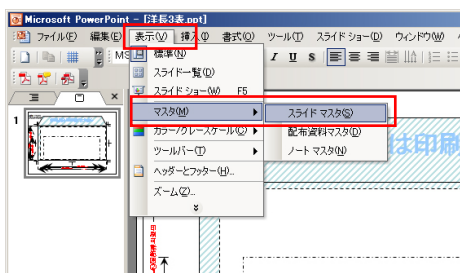 Microsoft PowerPoint - [洋長3表.ppt]
ファイル(F) 編集(E) 表示(V) 挿入(I) 書式(O) ツール(T) スライド ショー(D) ウィンドウ(W)
標準(N)
スライド一覧(D)
スライド ショー(W) F5
マスタ(M)
スライド マスタ(S)
カラー/グレースケール(C)
配布資料マスタ(D)
ツールバー(T)
ノート マスタ(N)
ヘッダーとフッター(H)...
ズーム(Z)...
MS
I U S
1
は印刷